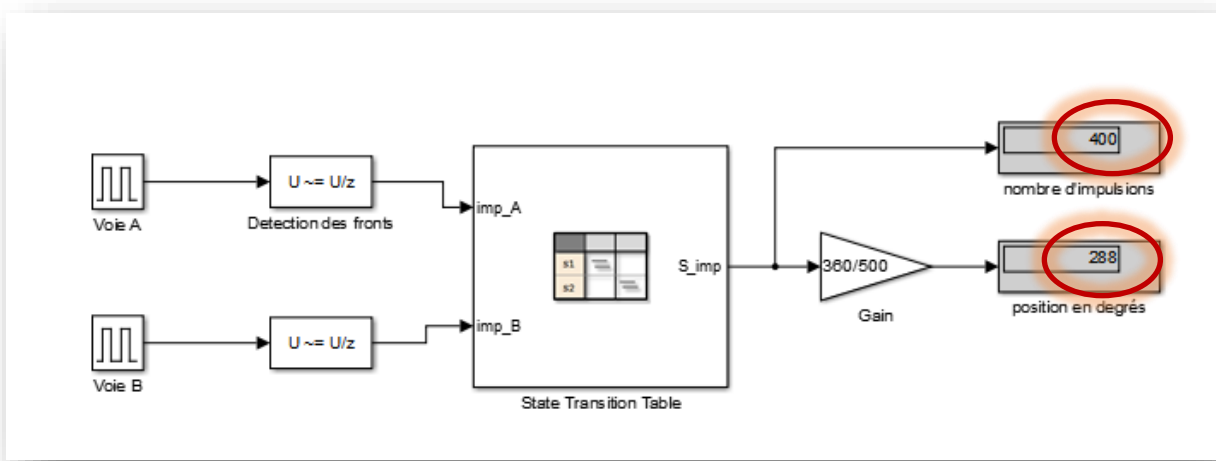 Voie A
U ~= U/z
Detection des fronts
Voie B
U ~= U/z
imp_A
imp_B
s1
s2
S_imp
State Transition Table
360/500
Gain
400
nombre d'impulsions
288
position en degrés